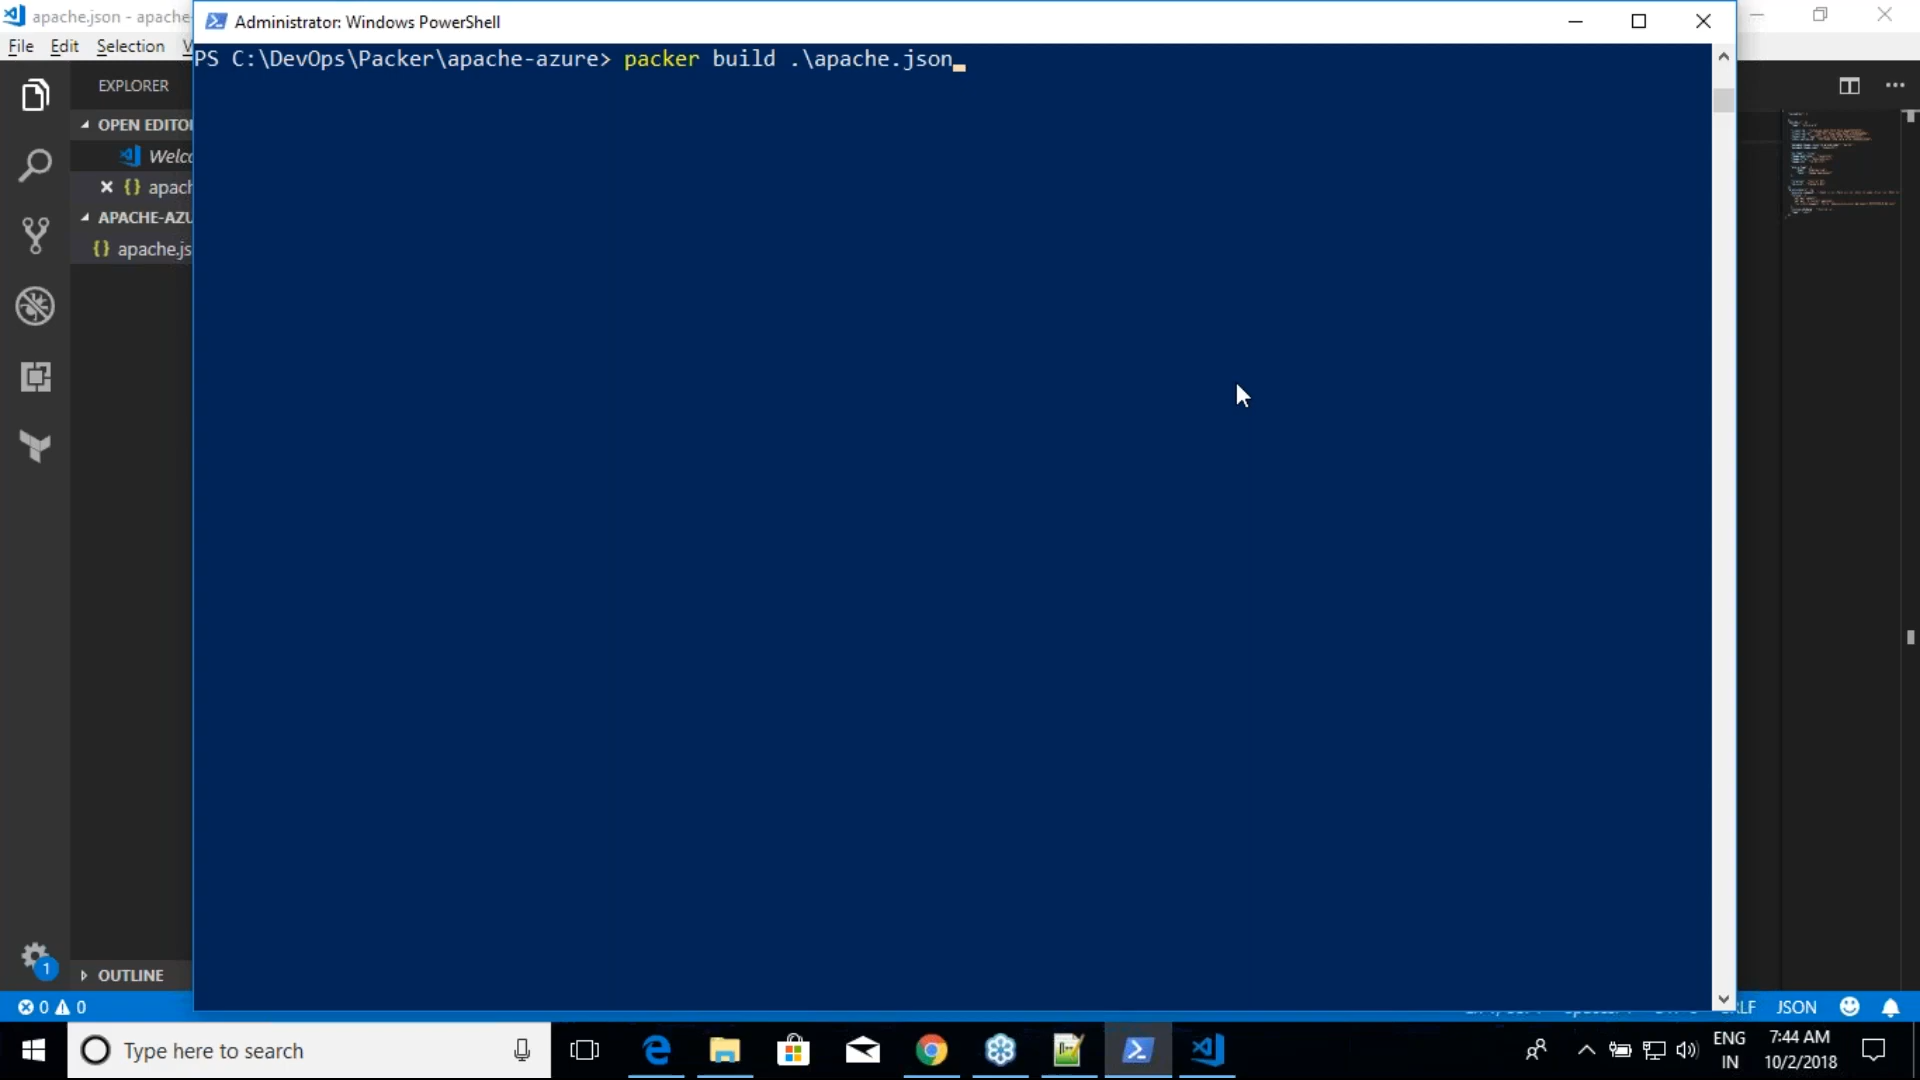 apache.json - apache-
Administrator: Windows PowerShell
File Edit Selection V
PS C:\DevOps\Packer\apache-azure> packer build .\apache.json
EXPLORER
OPEN EDITO
Welco
apach
APACHE-AZU
apache.js
OUTLINE
1
0 0
RLF JSON
Type here to search
ENG
IN
7:44 AM
10/2/2018